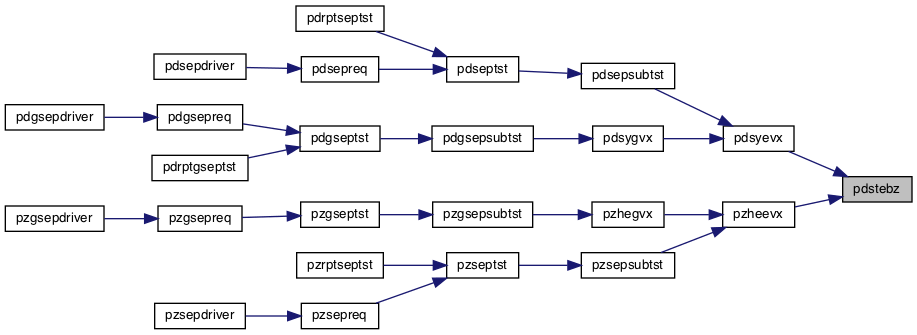 pdrptseptst
pdsepdriver
pdsepreq
pdseptst
pdsepsubtst
pdgsepdriver
pdgsepreq
pdgseptst
pdgsepsubtst
pdsygvx
pdsyevx
pdrptgseptst
pdstebz
pzgsepdriver
pzgsepreq
pzgseptst
pzgsepsubtst
pzhegvx
pzheevx
pzrptseptst
pzseptst
pzsepsubtst
pzsepdriver
pzsepreq